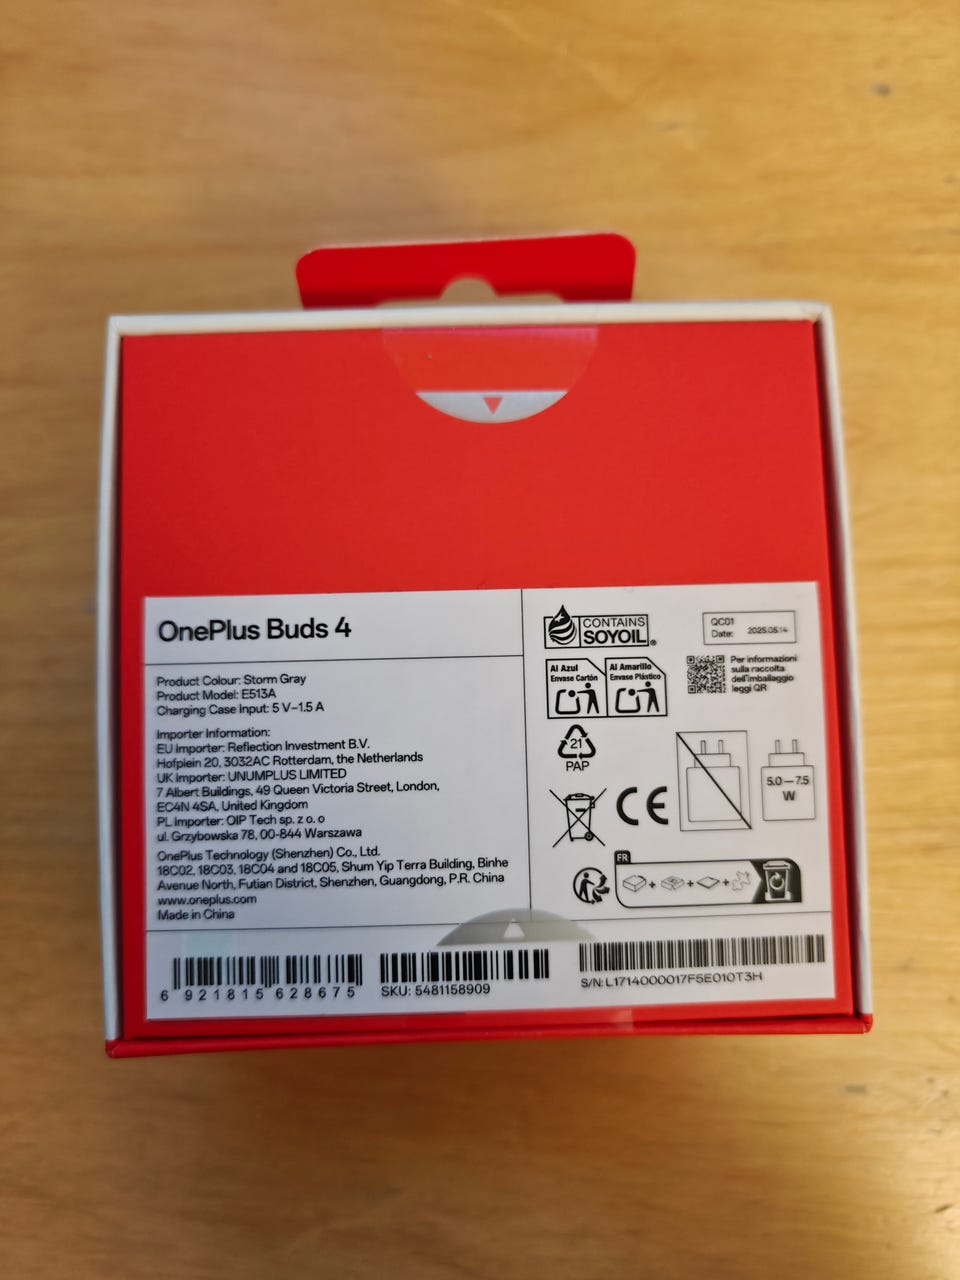 OnePlus Buds 4
Product Colour: Storm Gray
Product Model: E513A
Charging Case Input: 5 V⎓1.5 A
Importer Information:
EU importer: Reflection Investment B.V.
Hofplein 20, 3032AC Rotterdam, the Netherlands
UK importer: UNUMPLUS LIMITED
7 Albert Buildings, 49 Queen Victoria Street, London,
EC4N 4SA, United Kingdom
PL importer: OIP Tech sp. z o. o
ul. Grzybowska 78, 00-844 Warszawa
OnePlus Technology (Shenzhen) Co., Ltd.
18C02, 18C03, 18C04 and 18C05, Shum Yip Terra Building, Binhe
Avenue North, Futian District, Shenzhen, Guangdong, P.R. China
www.oneplus.com
Made in China
CONTAINS
SOYOIL®
QC01
Date: 2025.05.14
Al Azul
Envase Cartón
Al Amarillo
Envase Plástico
Per informazioni
sulla raccolta
dell'imballaggio
leggi QR
21
PAP
CE
5.0 — 7.5
W
FR
6 921815 628675
SKU: 5481158909
S/N: L1714000017F5E010T3H